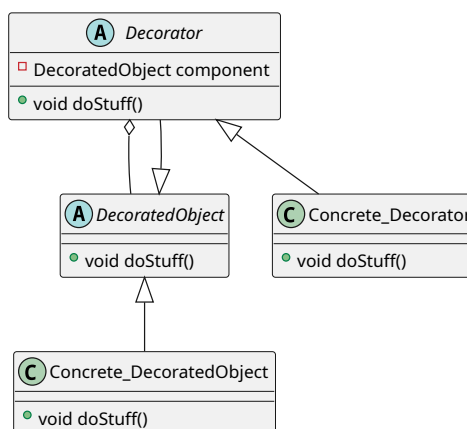 A Decorator
DecoratedObject component
void doStuff()
A DecoratedObject
void doStuff()
C Concrete_Decorator
void doStuff()
C Concrete_DecoratedObject
void doStuff()